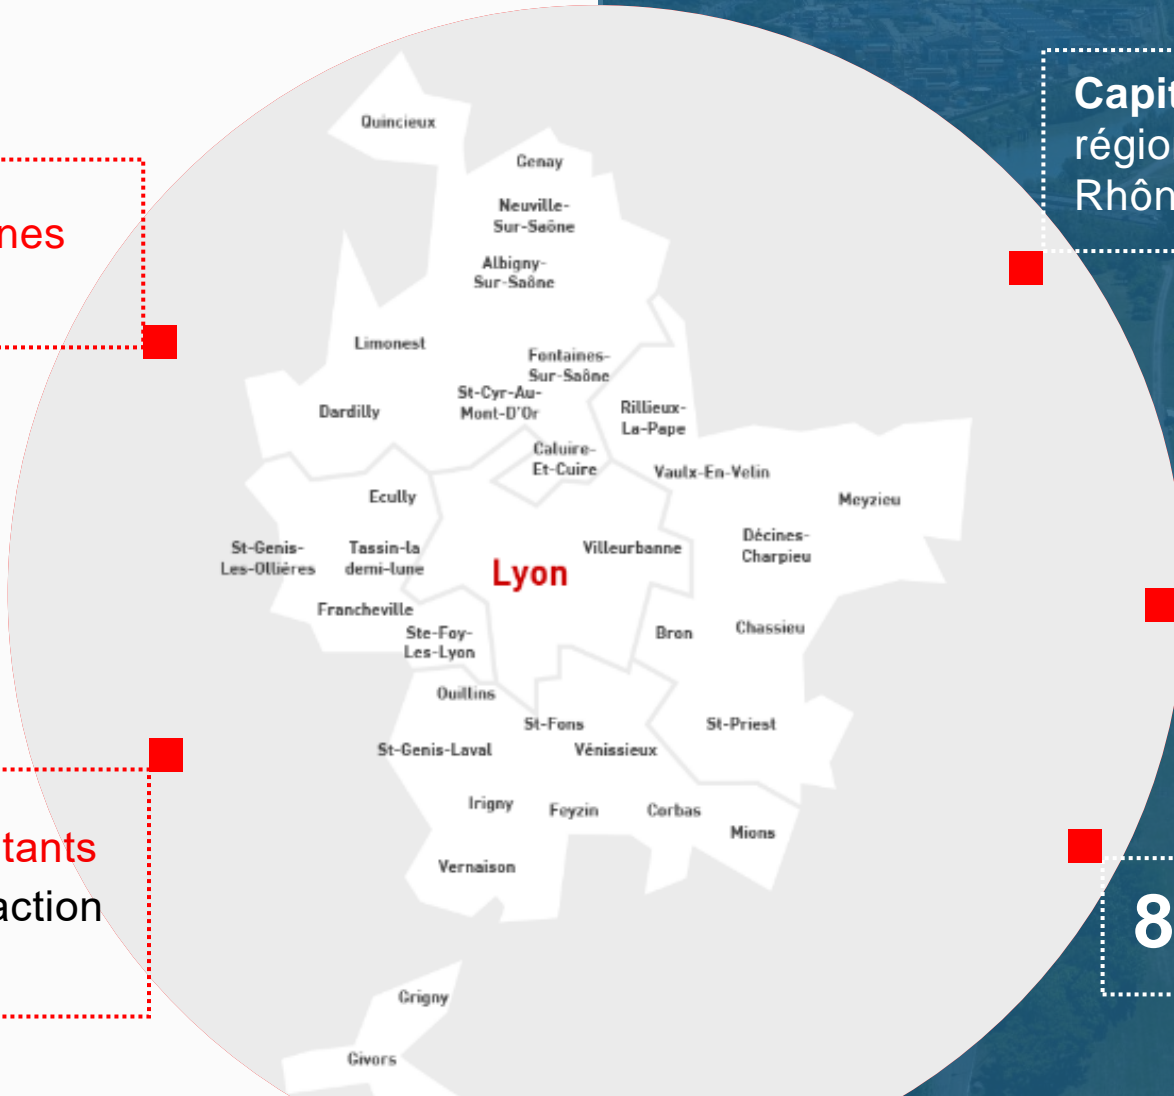 Capit
régio
Rhôn
nes
tants
action
8
Quincieux
Genay
Neuville-
Sur-Saône
Albigny-
Sur-Saône
Limonest
Fontaines-
Sur-Saône
St-Cyr-Au-
Mont-D'Or
Dardilly
Rillieux-
La-Pape
Caluire-
Et-Cuire
Vaulx-En-Velin
Ecully
Meyzieu
St-Genis-
Les-Ollières
Tassin-la
demi-lune
Villeurbanne
Décines-
Charpieu
Lyon
Francheville
Ste-Foy-
Les-Lyon
Bron
Chassieu
Oullins
St-Fons
St-Priest
St-Genis-Laval
Vénissieux
Irigny
Feyzin
Corbas
Mions
Vernaison
Grigny
Givors